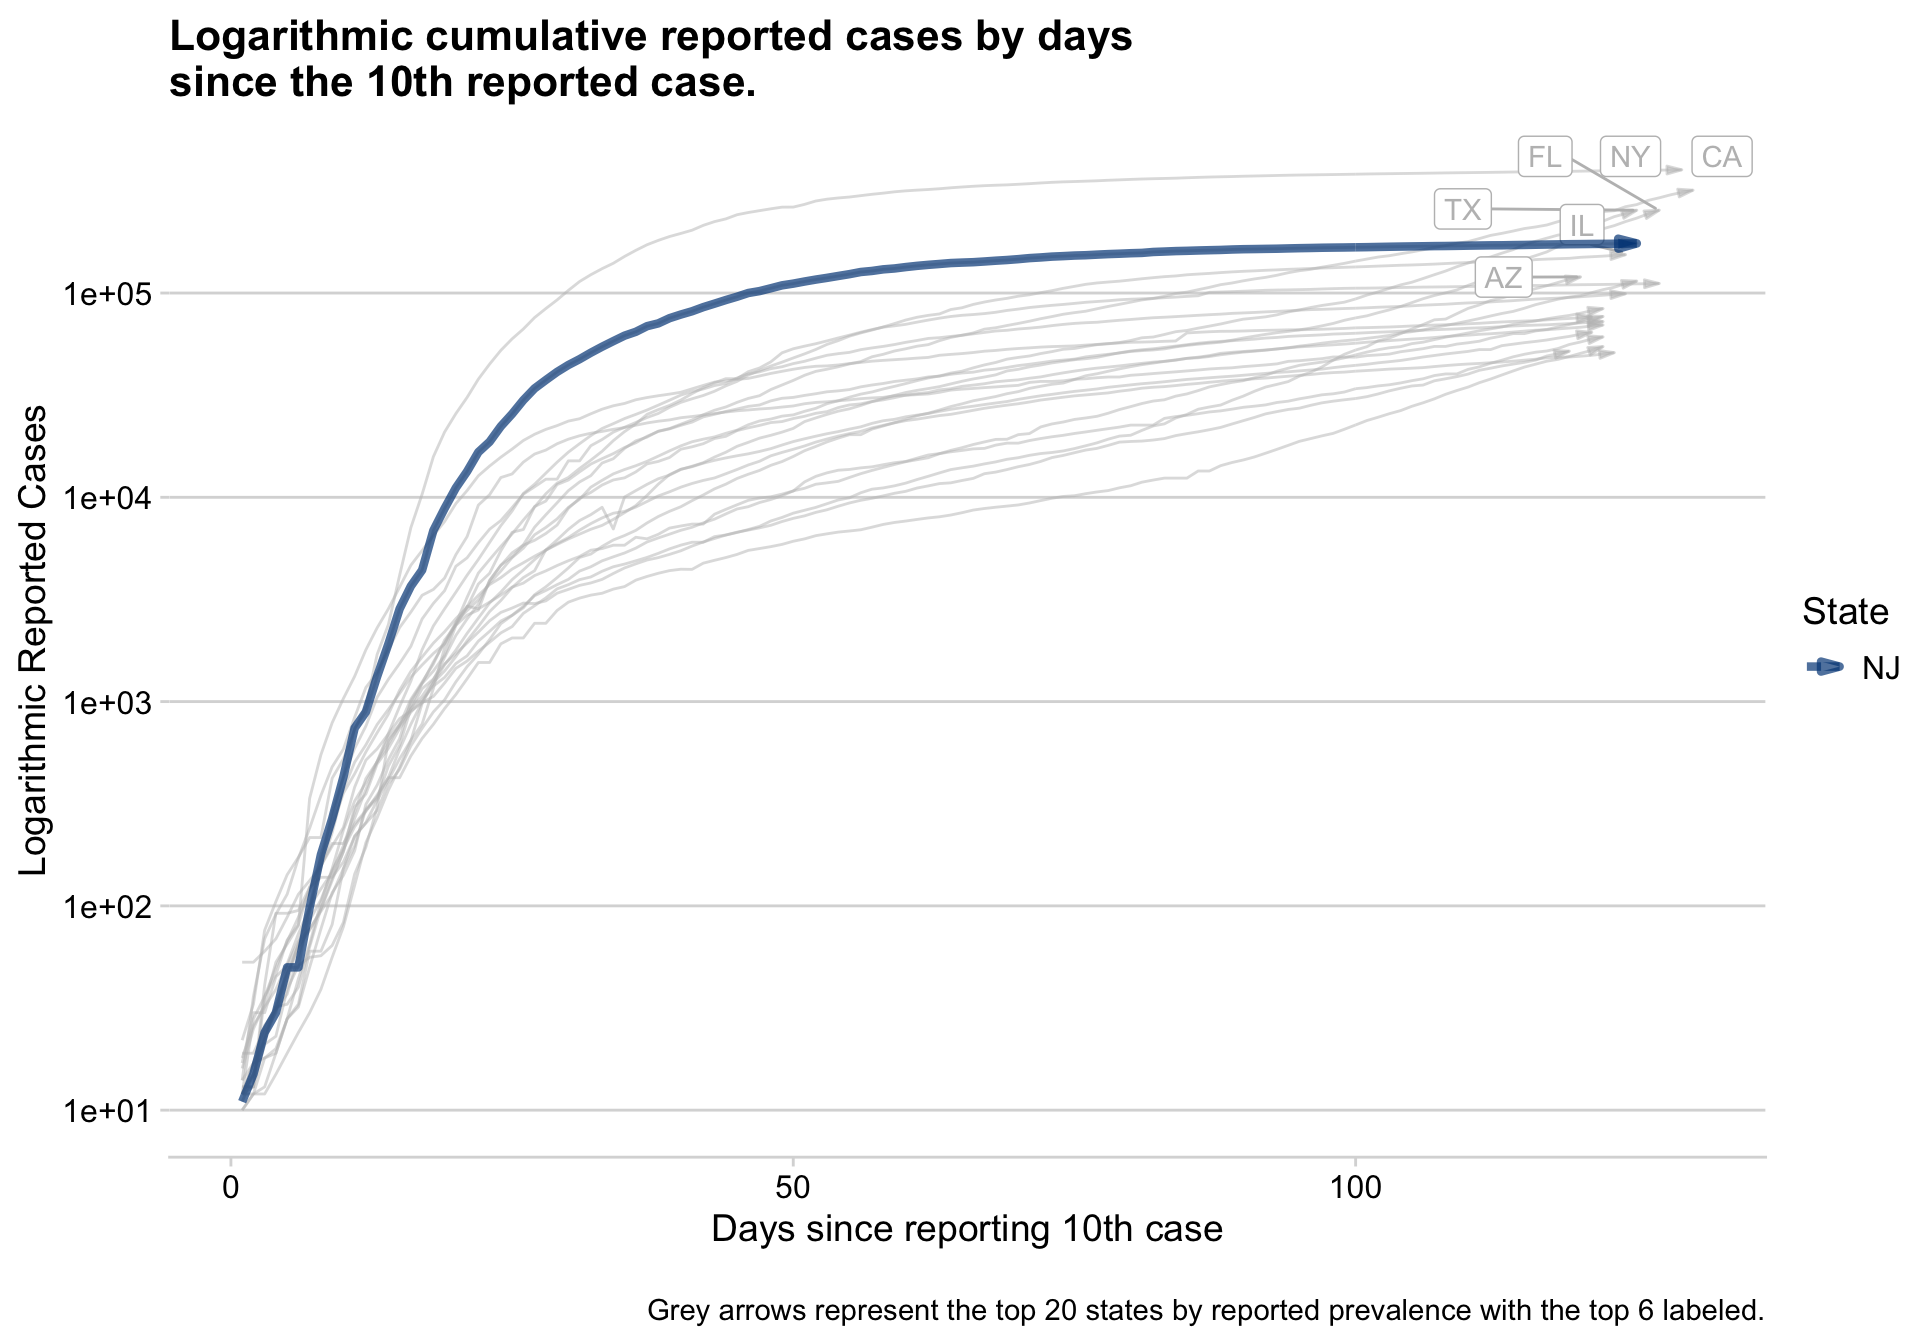 Logarithmic cumulative reported cases by days
since the 10th reported case.
FL
NY
CA
TX
IL
AZ
1e+05
1e+04
1e+03
1e+02
1e+01
Logarithmic Reported Cases
State
NJ
0
50
100
Days since reporting 10th case
Grey arrows represent the top 20 states by reported prevalence with the top 6 labeled.